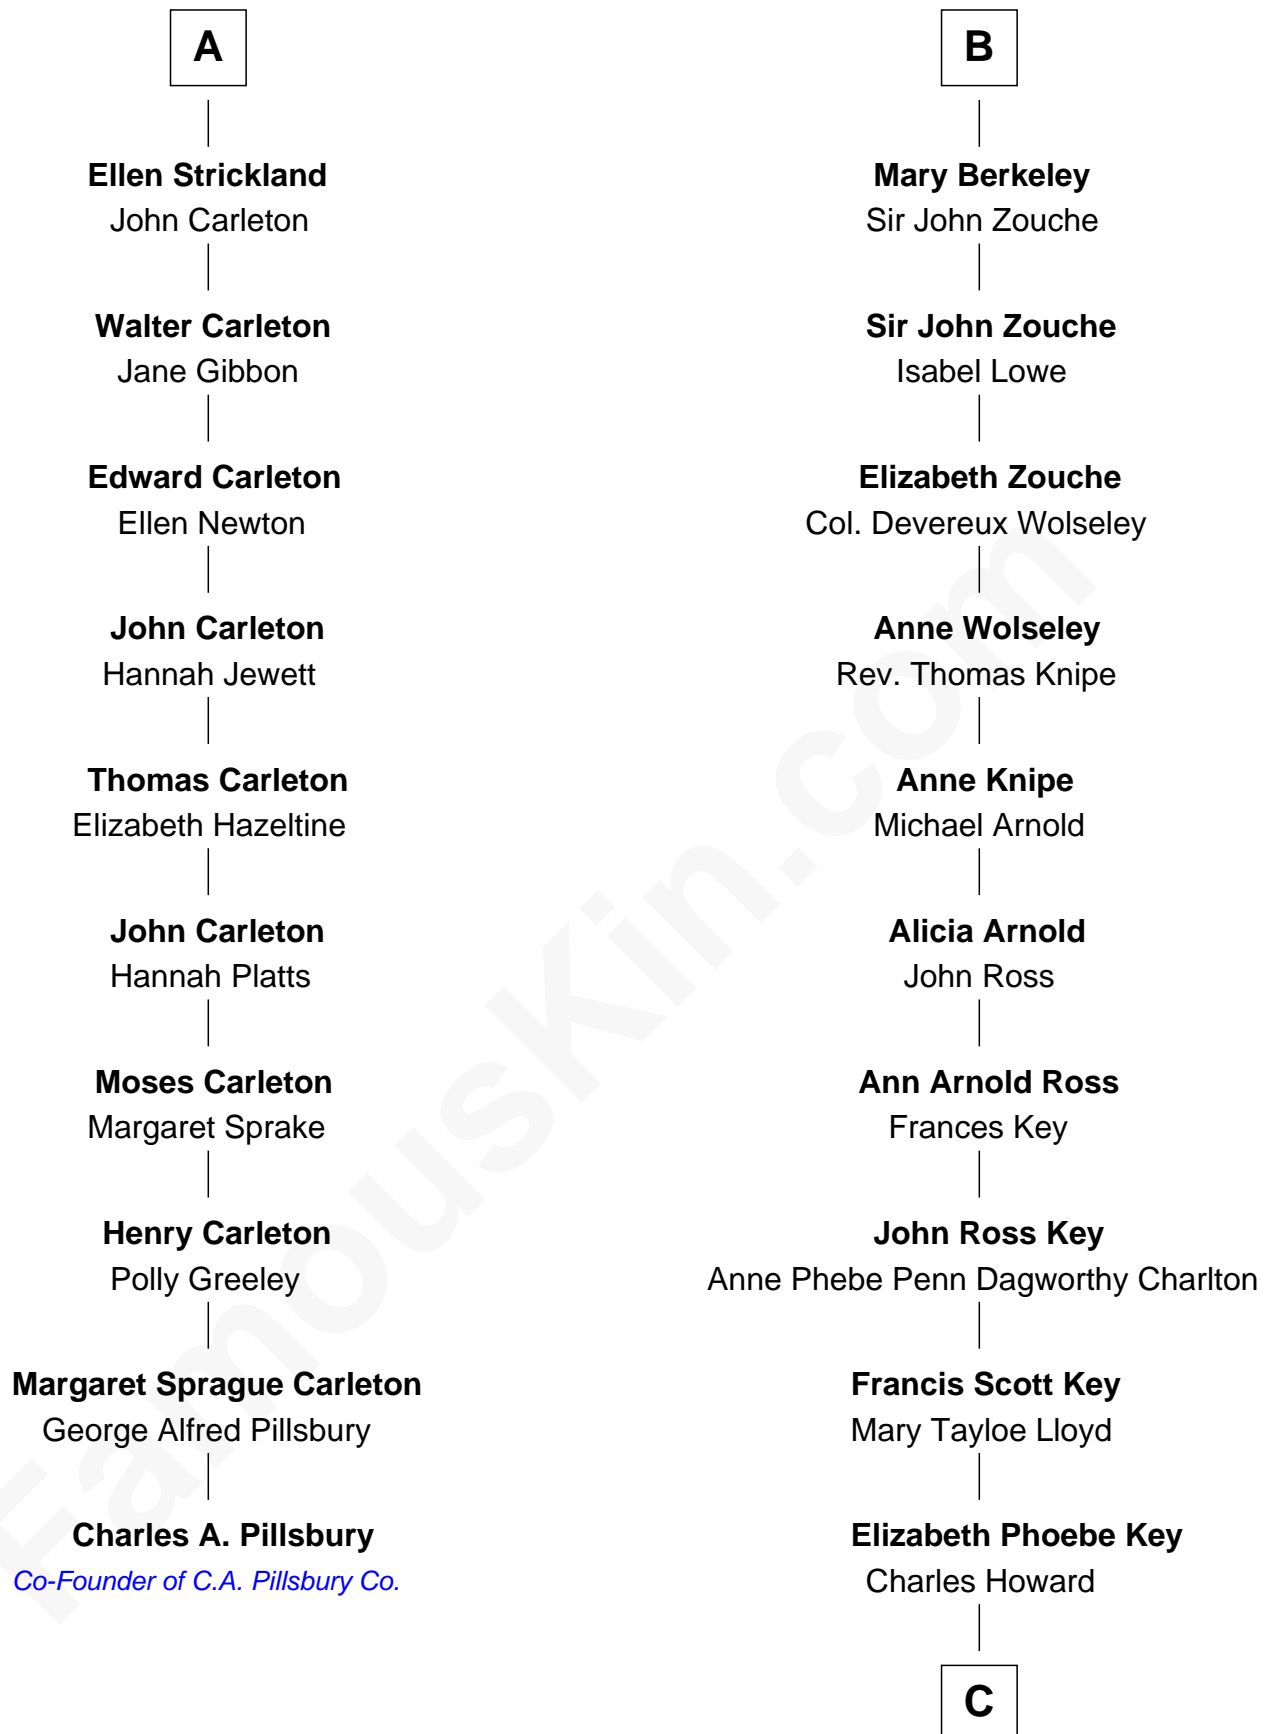 A
Ellen Strickland
John Carleton
Walter Carleton
Jane Gibbon
Edward Carleton
Ellen Newton
John Carleton
Hannah Jewett
Thomas Carleton
Elizabeth Hazeltine
John Carleton
Hannah Platts
Moses Carleton
Margaret Sprake
Henry Carleton
Polly Greeley
Margaret Sprague Carleton
George Alfred Pillsbury
Charles A. Pillsbury
Co-Founder of C.A. Pillsbury Co.
B
Mary Berkeley
Sir John Zouche
Sir John Zouche
Isabel Lowe
Elizabeth Zouche
Col. Devereux Wolseley
Anne Wolseley
Rev. Thomas Knipe
Anne Knipe
Michael Arnold
Alicia Arnold
John Ross
Ann Arnold Ross
Frances Key
John Ross Key
Anne Phebe Penn Dagworthy Charlton
Francis Scott Key
Mary Tayloe Lloyd
Elizabeth Phoebe Key
Charles Howard
C
FamousKin.com